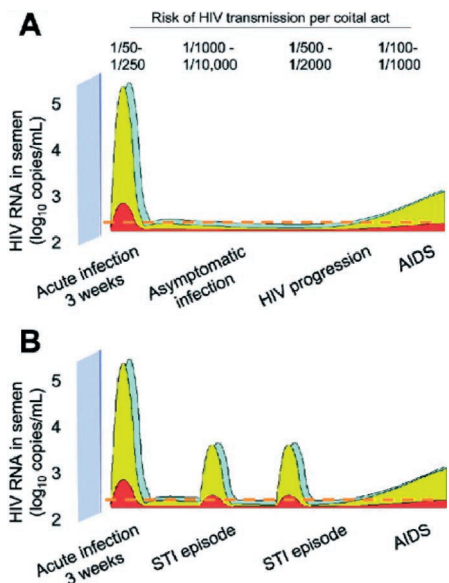 A
Risk of HIV transmission per coital act
1/50-
1/250
1/1000 -
1/10,000
1/500 -
1/2000
1/100-
1/1000
HIV RNA in semen
(log10 copies/mL)
5
4
3
2
Acute infection
3 weeks
Asymptomatic
infection
HIV progression
AIDS
B
HIV RNA in semen
(log10 copies/mL)
5
4
3
2
Acute infection
3 weeks
STI episode
STI episode
AIDS